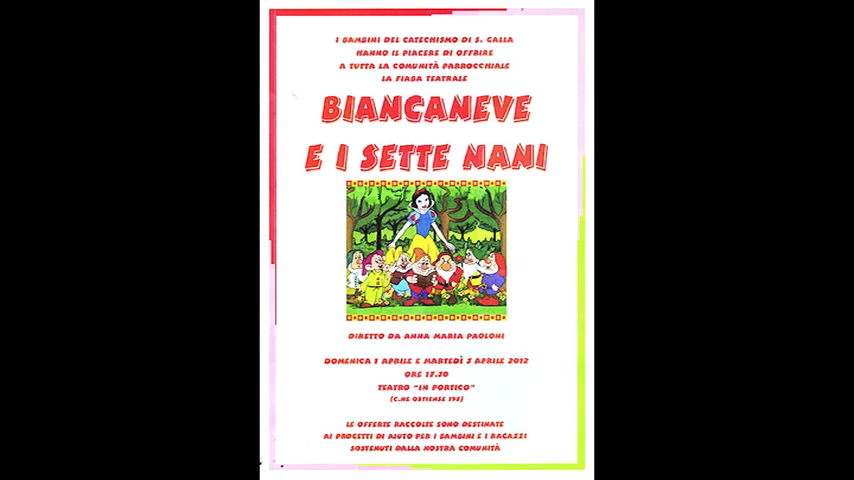 I BAMBINI DEL CATECHISMO DI S. GALLA
HANNO IL PIACERE DI OFFRIRE
A TUTTA LA COMUNITÀ PARROCCHIALE
LA FIABA TEATRALE
BIANCANEVE
E I SETTE NANI
DIRETTO DA ANNA MARIA PAOLONI
DOMENICA 1 APRILE E MARTEDÌ 3 APRILE 2012
ORE 17.30
TEATRO "IN PORTICO"
(C.NE OSTIENSE 195)
LE OFFERTE RACCOLTE SONO DESTINATE
AI PROGETTI DI AIUTO PER I BAMBINI E I RAGAZZI
SOSTENUTI DALLA NOSTRA COMUNITÀ